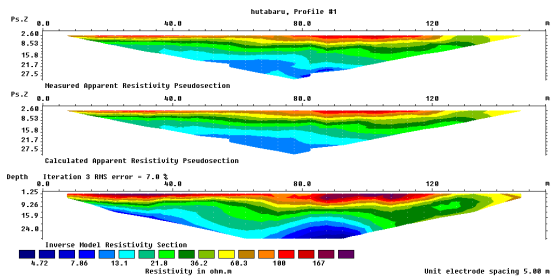 hutabaru, Profile #1
Ps.Z 0.0 40.0 80.0 120 m
2.60
8.53
15.8
21.7
27.5
Measured Apparent Resistivity Pseudosection
Ps.Z 0.0 40.0 80.0 120 m
2.60
8.53
15.8
21.7
27.5
Calculated Apparent Resistivity Pseudosection
Depth Iteration 3 RMS error = 7.0 %
0.0 40.0 80.0 120 m
1.25
9.26
15.9
24.0
Inverse Model Resistivity Section
4.72 7.86 13.1 21.8 36.2 60.3 100 167
Resistivity in ohm.m
Unit electrode spacing 5.00 m